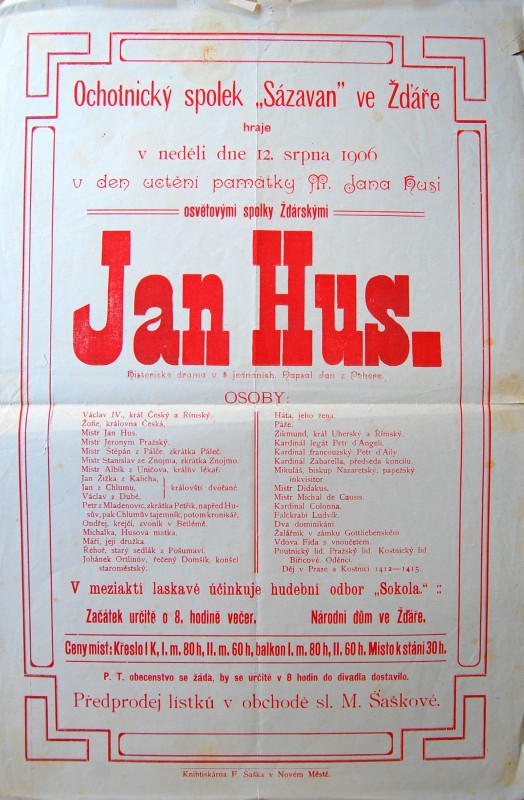 Ochotnický spolek „Sázavan” ve Žďáře
hraje
v neděli dne 12. srpna 1906
v den uctění památky M. Jana Husi
osvětovými spolky Žďárskými
Jan Hus.
Historické drama v 8 jednáních. Napsal Jan z
OSOBY:
Václav IV., král Český a Římský.
Žofie, královna Česká.
Mistr Jan Hus.
Mistr Jeronym Pražský.
Mistr Štěpán z Pálče, zkrátka Páleč.
Mistr Stanislav ze Znojma, zkrátka Znojmo.
Mistr Albík z Uničova, králův lékař.
Jan Žižka z Kalicha,
Jan z Chlumu,
Václav z Dubé,
královští dvořané.
Petr z Mladenovic, zkrátka Petřík, napřed Hu-
sův, pak Chlumův tajemník, potom kronikář.
Ondřej, krejčí, zvoník v Betlémě.
Michalka, Husova matka.
Máří, její družka.
Řehoř, starý sedlák z Pošumaví.
Johánek Ortlinův, řečený Domšík, konšel
staroměstský.
Háta, jeho žena.
Páže.
Zikmund, král Uherský a Římský.
Kardinál legát Petr d'Angeli.
Kardinál francouzský Petr d'Aily
Kardinál Zabarella, předseda koncilu.
Mikuláš, biskup Nazaretský, papežský
inkvisitor
Mistr Didakus.
Mistr Michal de Causis.
Kardinal Colonna.
Falckrabí Ludvík.
Dva dominikáni
Žalářník v zámku Gottliebenském
Vdova Fida s vnoučetem.
Poutnický lid. Pražský lid. Kostnický lid
Biřicové. Oděnci.
Děj v Praze a Kostnici 1412—1415.
V meziaktí laskavě účinkuje hudební odbor „Sokola.” ::
Začátek určitě o 8. hodině večer. Národní dům ve Žďáře.
Ceny míst: Křeslo 1 K, I. m. 80 h, II. m. 60 h, balkon I. m. 80 h, II. 60 h. Místo k stání 30 h.
P. T. obecenstvo se žádá, by se určitě v 8 hodin do divadla dostavilo.
Předprodej lístků v obchodě sl. M. Šaškové.
Knihtiskárna F. Šaška v Novém Městě.